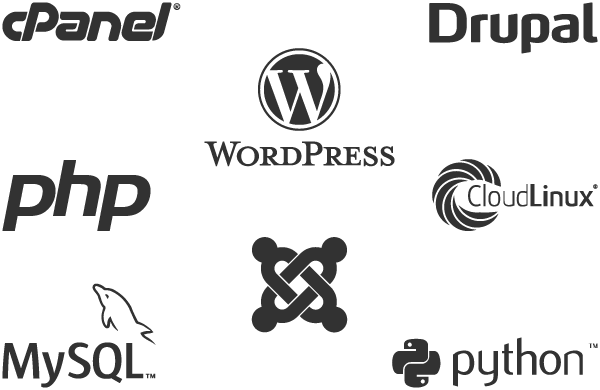 cPanel®
Drupal
W
WORDPRESS
php
CloudLinux®
MySQL™
python™